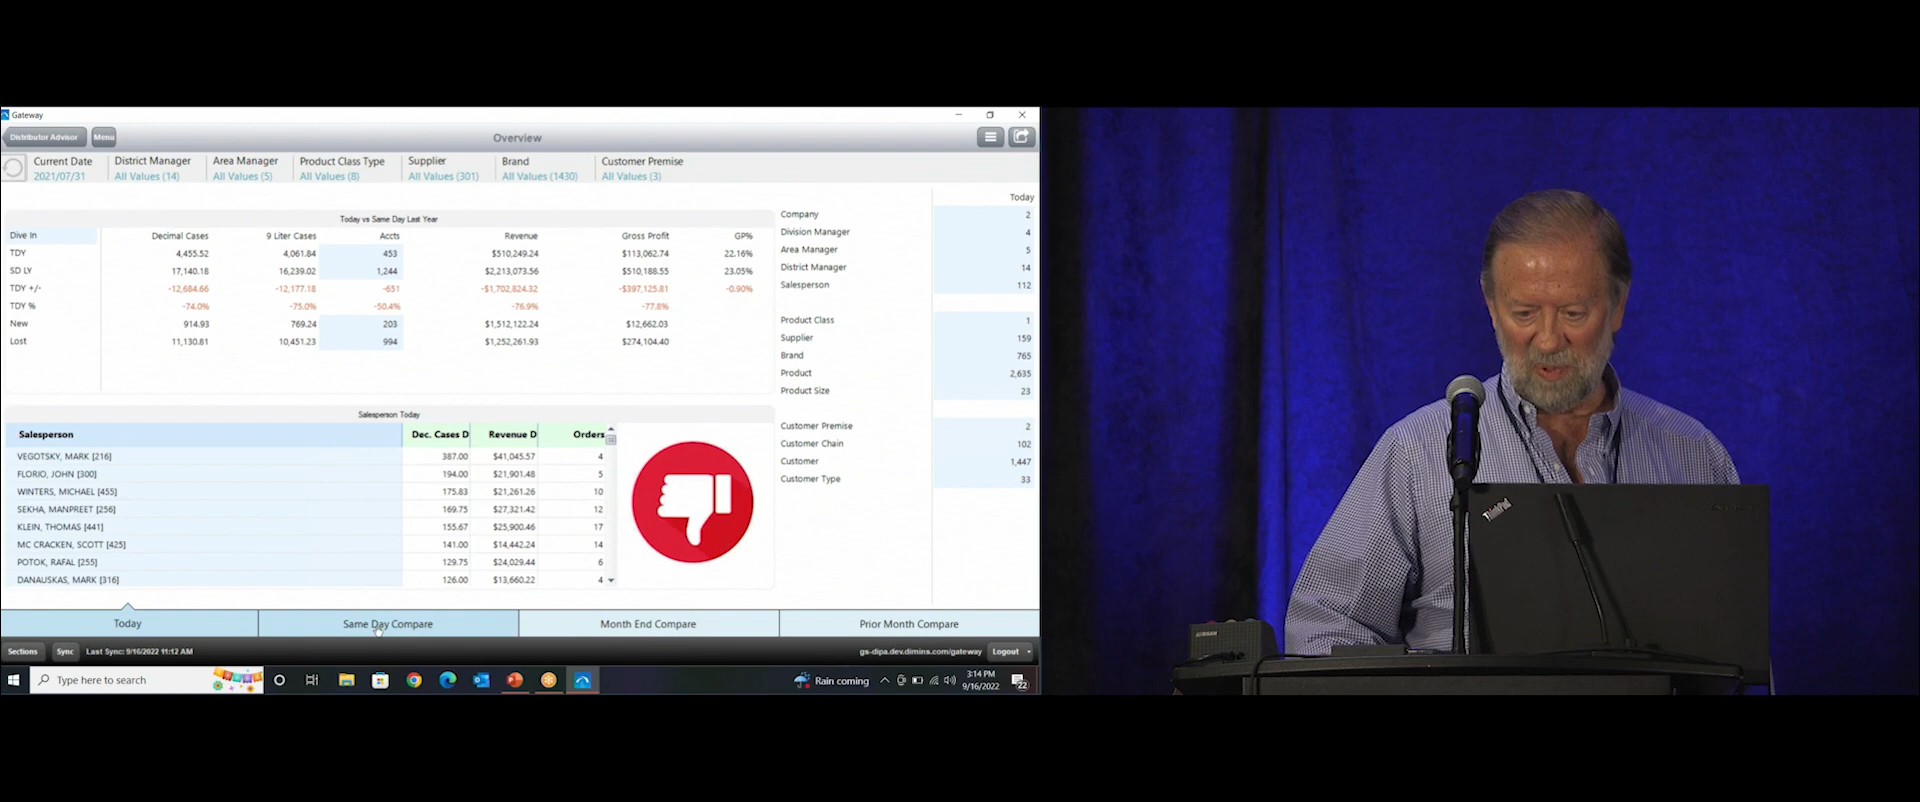 Gateway
Distributor Advisor Menu Overview
Current Date District Manager Area Manager Product Class Type Supplier Brand Customer Premise
2021/07/31 All Values (14) All Values (5) All Values (8) All Values (301) All Values (1430) All Values (3)
Today vs Same Day Last Year
Dive In Decimal Cases 9 Liter Cases Accts Revenue Gross Profit GP%
TDY 4,455.52 4,061.84 453 $510,249.24 $113,062.74 22.16%
SD LY 17,140.18 16,239.02 1,244 $2,213,073.56 $510,188.55 23.05%
TDY +/- -12,684.66 -12,177.18 -651 -$1,702,824.32 -$397,125.81 -0.90%
TDY % -74.0% -75.0% -50.4% -76.9% -77.8%
New 914.93 769.24 203 $1,512,122.24 $12,662.03
Lost 11,130.81 10,451.23 994 $1,252,261.93 $274,104.40
Today
Company 2
Division Manager 4
Area Manager 5
District Manager 14
Salesperson 112
Product Class 1
Supplier 159
Brand 765
Product 2,635
Product Size 23
Customer Premise 2
Customer Chain 102
Customer 1,447
Customer Type 33
Salesperson Today
Salesperson Dec. Cases D Revenue D Orders
VEGOTSKY, MARK [216] 387.00 $41,045.57 4
FLORIO, JOHN [300] 194.00 $21,901.48 5
WINTERS, MICHAEL [455] 175.83 $21,261.26 10
SEKHA, MANPREET [256] 169.75 $27,321.42 12
KLEIN, THOMAS [441] 155.67 $25,900.46 17
MC CRACKEN, SCOTT [425] 141.00 $14,442.24 14
POTOK, RAFAL [255] 129.75 $24,029.44 6
DANAUSKAS, MARK [316] 126.00 $13,660.22 4
Today Same Day Compare Month End Compare Prior Month Compare
Sections Sync Last Sync: 9/16/2022 11:12 AM gs-dipa.dev.dimins.com/gateway Logout
Type here to search Rain coming 3:14 PM
9/16/2022 22
ThinkPad